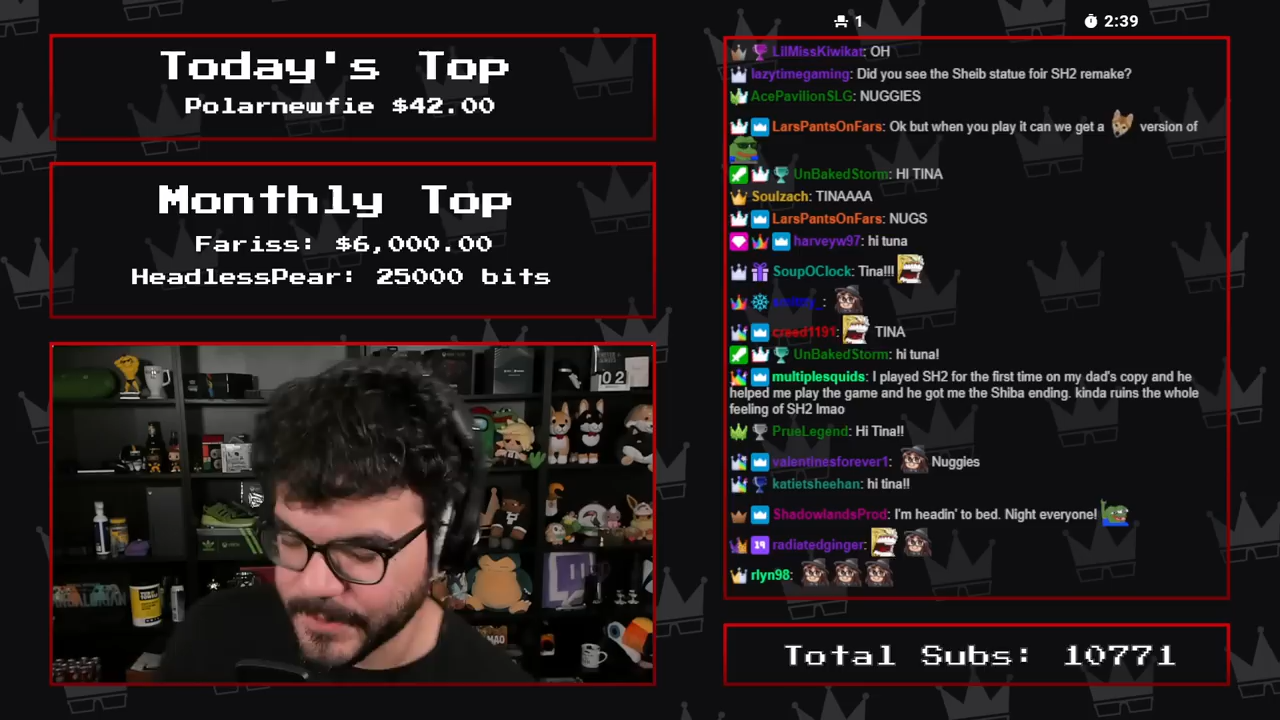 1
2:39
Today's Top
Polarnewfie $42.00
Monthly Top
Fariss: $6,000.00
HeadlessPear: 25000 bits
LilMissKiwikat: OH
lazytimegaming: Did you see the Sheib statue foir SH2 remake?
AcePavilionSLG: NUGGIES
LarsPantsOnFars: Ok but when you play it can we get a version of
UnBakedStorm: HI TINA
Soulzach: TINAAAA
LarsPantsOnFars: NUGS
harveyw97: hi tuna
SoupOClock: Tina!!!
creed1191: TINA
UnBakedStorm: hi tuna!
multiplesquids: I played SH2 for the first time on my dad's copy and he
helped me play the game and he got me the Shiba ending. kinda ruins the whole
feeling of SH2 lmao
PrueLegend: Hi Tina!!
valentinesforever1: Nuggies
katietsheehan: hi tina!!
ShadowlandsProd: I'm headin' to bed. Night everyone!
19 radiatedginger:
rlyn98:
Total Subs: 10771
02
XBOX